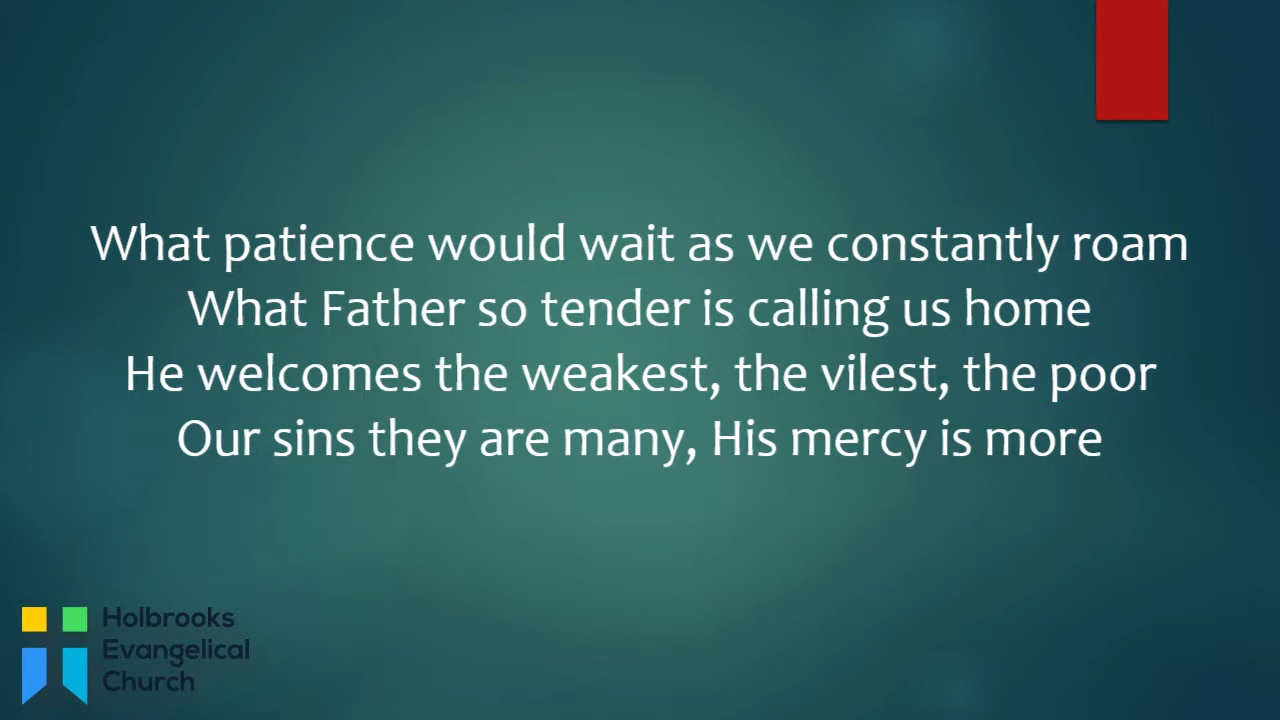 What patience would wait as we constantly roam
What Father so tender is calling us home
He welcomes the weakest, the vilest, the poor
Our sins they are many, His mercy is more
Holbrooks
Evangelical
Church